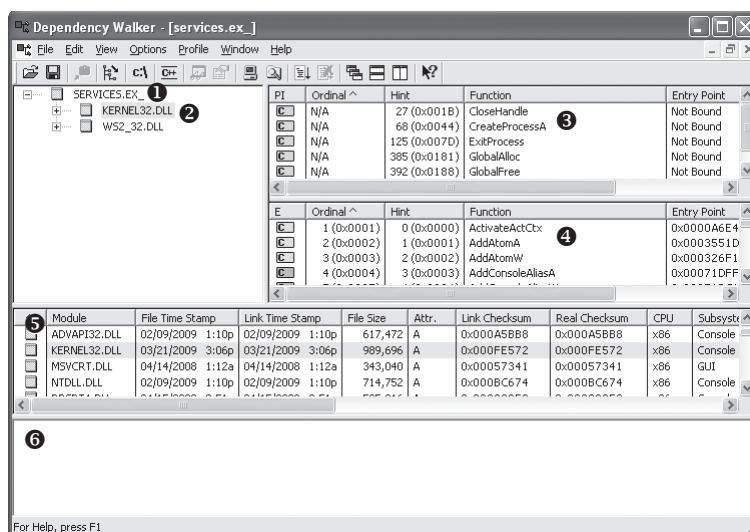 Dependency Walker - [services.ex_]
File Edit View Options Profile Window Help
c:\ C++
SERVICES.EX_ ❶
KERNEL32.DLL ❷
WS2_32.DLL
PI Ordinal ^ Hint Function Entry Point
C N/A 27 (0x001B) CloseHandle Not Bound
C N/A 68 (0x0044) CreateProcessA ❸ Not Bound
C N/A 125 (0x007D) ExitProcess Not Bound
C N/A 385 (0x0181) GlobalAlloc Not Bound
C N/A 392 (0x0188) GlobalFree Not Bound
E Ordinal ^ Hint Function Entry Point
C 1 (0x0001) 0 (0x0000) ActivateActCtx 0x0000A6E4
C 2 (0x0002) 1 (0x0001) AddAtomA ❹ 0x0003551D
C 3 (0x0003) 2 (0x0002) AddAtomW 0x000326F1
C 4 (0x0004) 3 (0x0003) AddConsoleAliasA 0x00071DFF
❺ Module File Time Stamp Link Time Stamp File Size Attr. Link Checksum Real Checksum CPU Subsyste
ADVAPI32.DLL 02/09/2009 1:10p 02/09/2009 1:10p 617,472 A 0x000A5BB8 0x000A5BB8 x86 Console
KERNEL32.DLL 03/21/2009 3:06p 03/21/2009 3:06p 989,696 A 0x000FE572 0x000FE572 x86 Console
MSVCRT.DLL 04/14/2008 1:12a 04/14/2008 1:12a 343,040 A 0x00057341 0x00057341 x86 GUI
NTDLL.DLL 02/09/2009 1:10p 02/09/2009 1:10p 714,752 A 0x000BC674 0x000BC674 x86 Console
❻
For Help, press F1